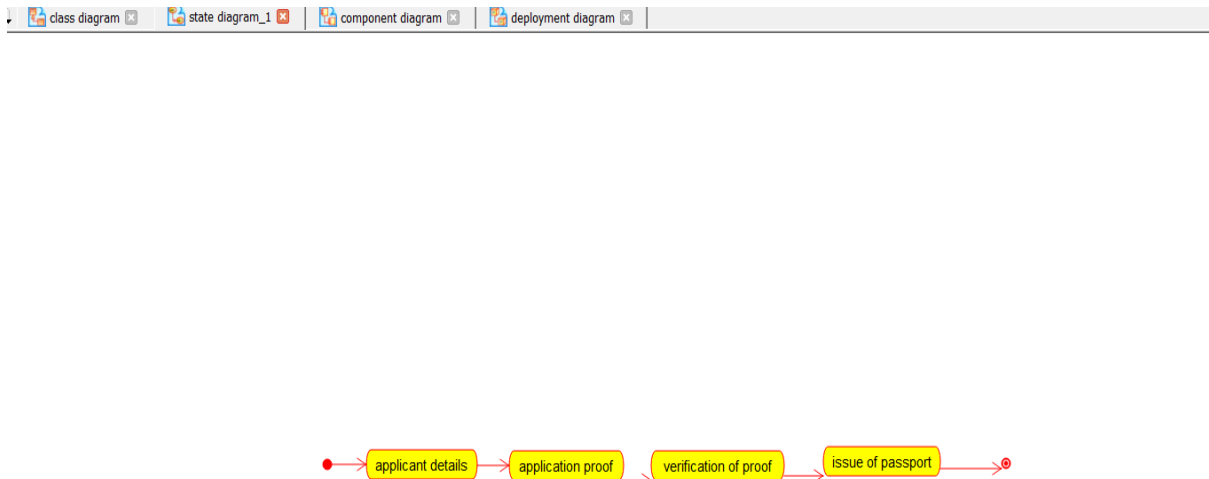 class diagram
state diagram_1
component diagram
deployment diagram
applicant details
application proof
verification of proof
issue of passport